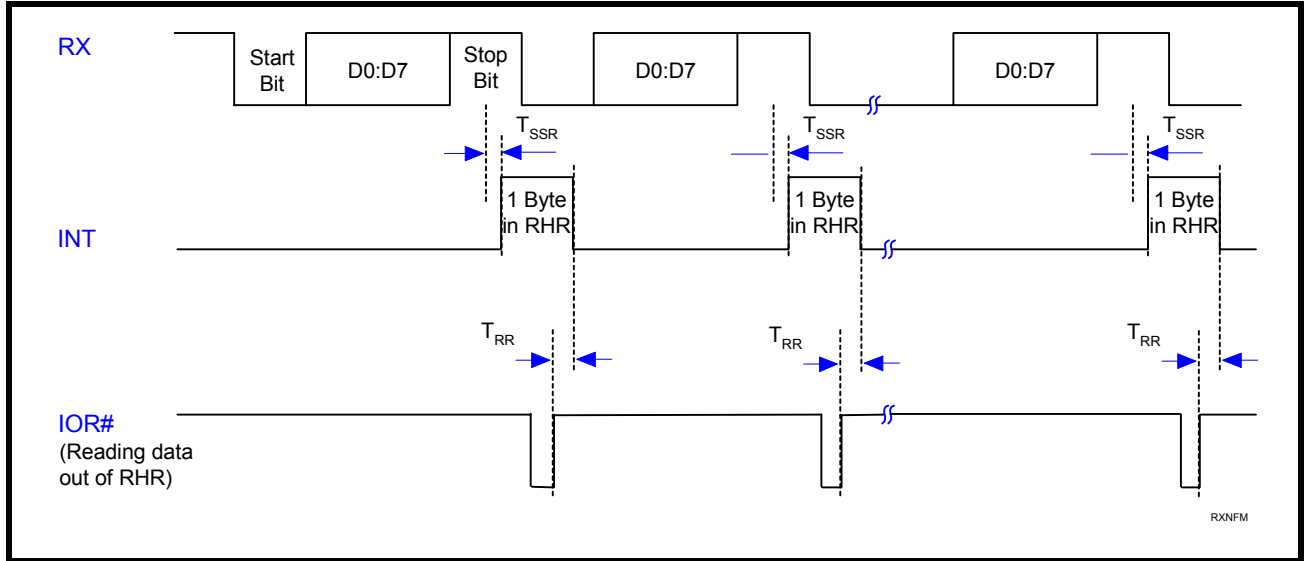 RX
Start
Bit
D0:D7
Stop
Bit
D0:D7
D0:D7
TSSR
TSSR
TSSR
INT
1 Byte
in RHR
1 Byte
in RHR
1 Byte
in RHR
TRR
TRR
TRR
IOR#
(Reading data
out of RHR)
RXNFM